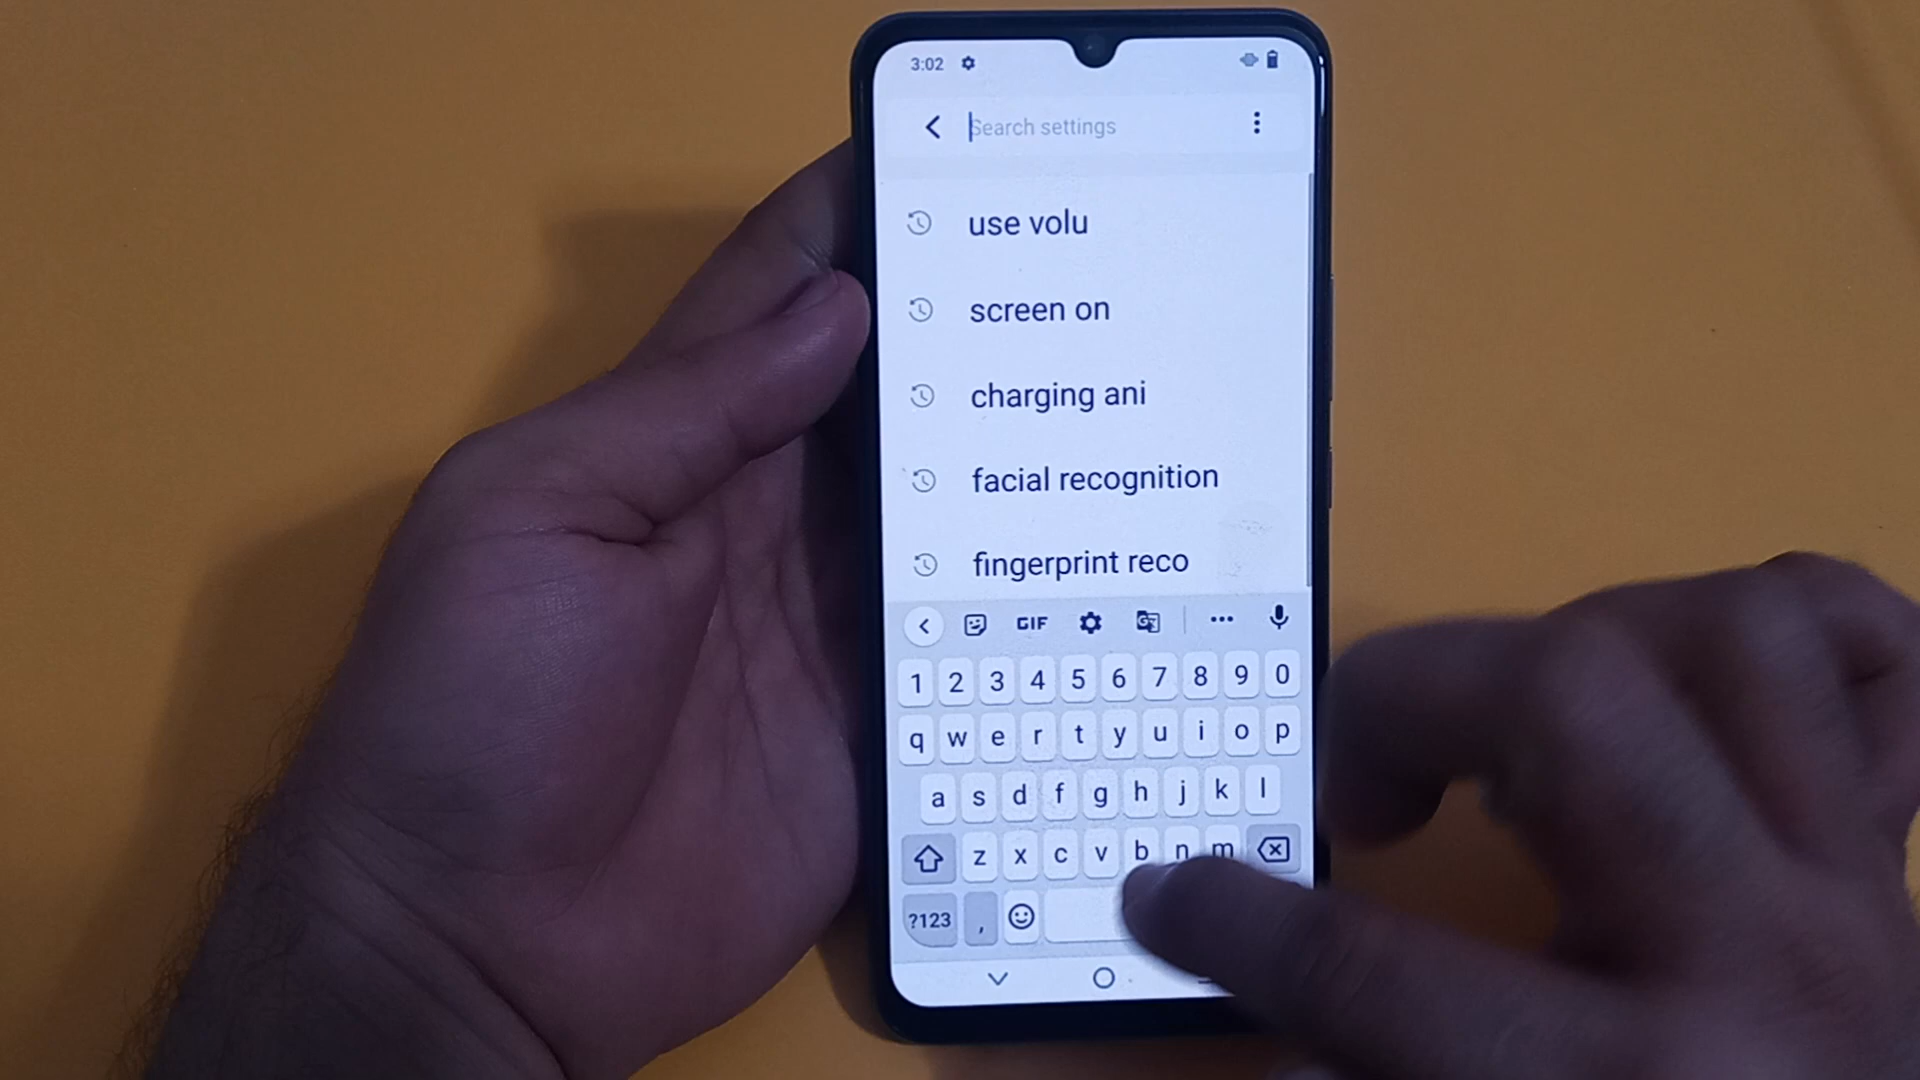 3:02
Search settings
use volu
screen on
charging ani
facial recognition
fingerprint reco
GIF
1 2 3 4 5 6 7 8 9 0
q w e r t y u i o p
a s d f g h j k l
z x c v b n m
?123 ,